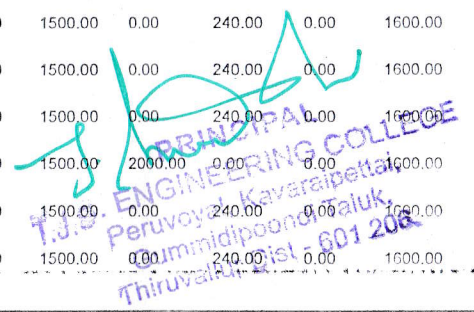 1500.00 0.00 240.00 0.00 1600.00
1500.00 0.00 240.00 0.00 1600.00
1500.00 0.00 240.00 0.00 1600.00
1500.00 2000.00 0.00 0.00 1600.00
1500.00 0.00 240.00 0.00 1600.00
1500.00 0.00 240.00 0.00 1600.00
PRINCIPAL
T.J.S. ENGINEERING COLLEGE
Peruvoyal, Kavaraipettai,
Gummidipoondi Taluk,
Thiruvallur Dist - 601 206.